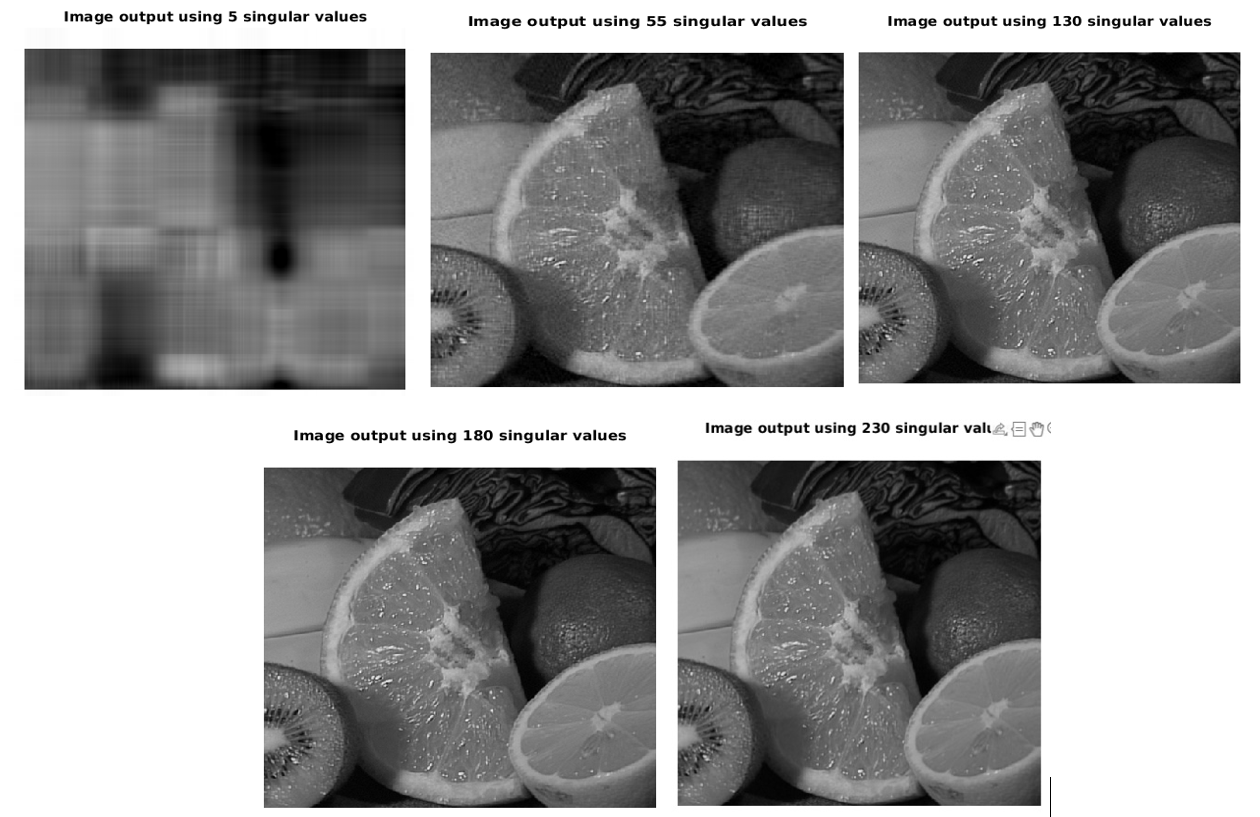 Image output using 5 singular values
Image output using 55 singular values
Image output using 130 singular values
Image output using 180 singular values
Image output using 230 singular valu